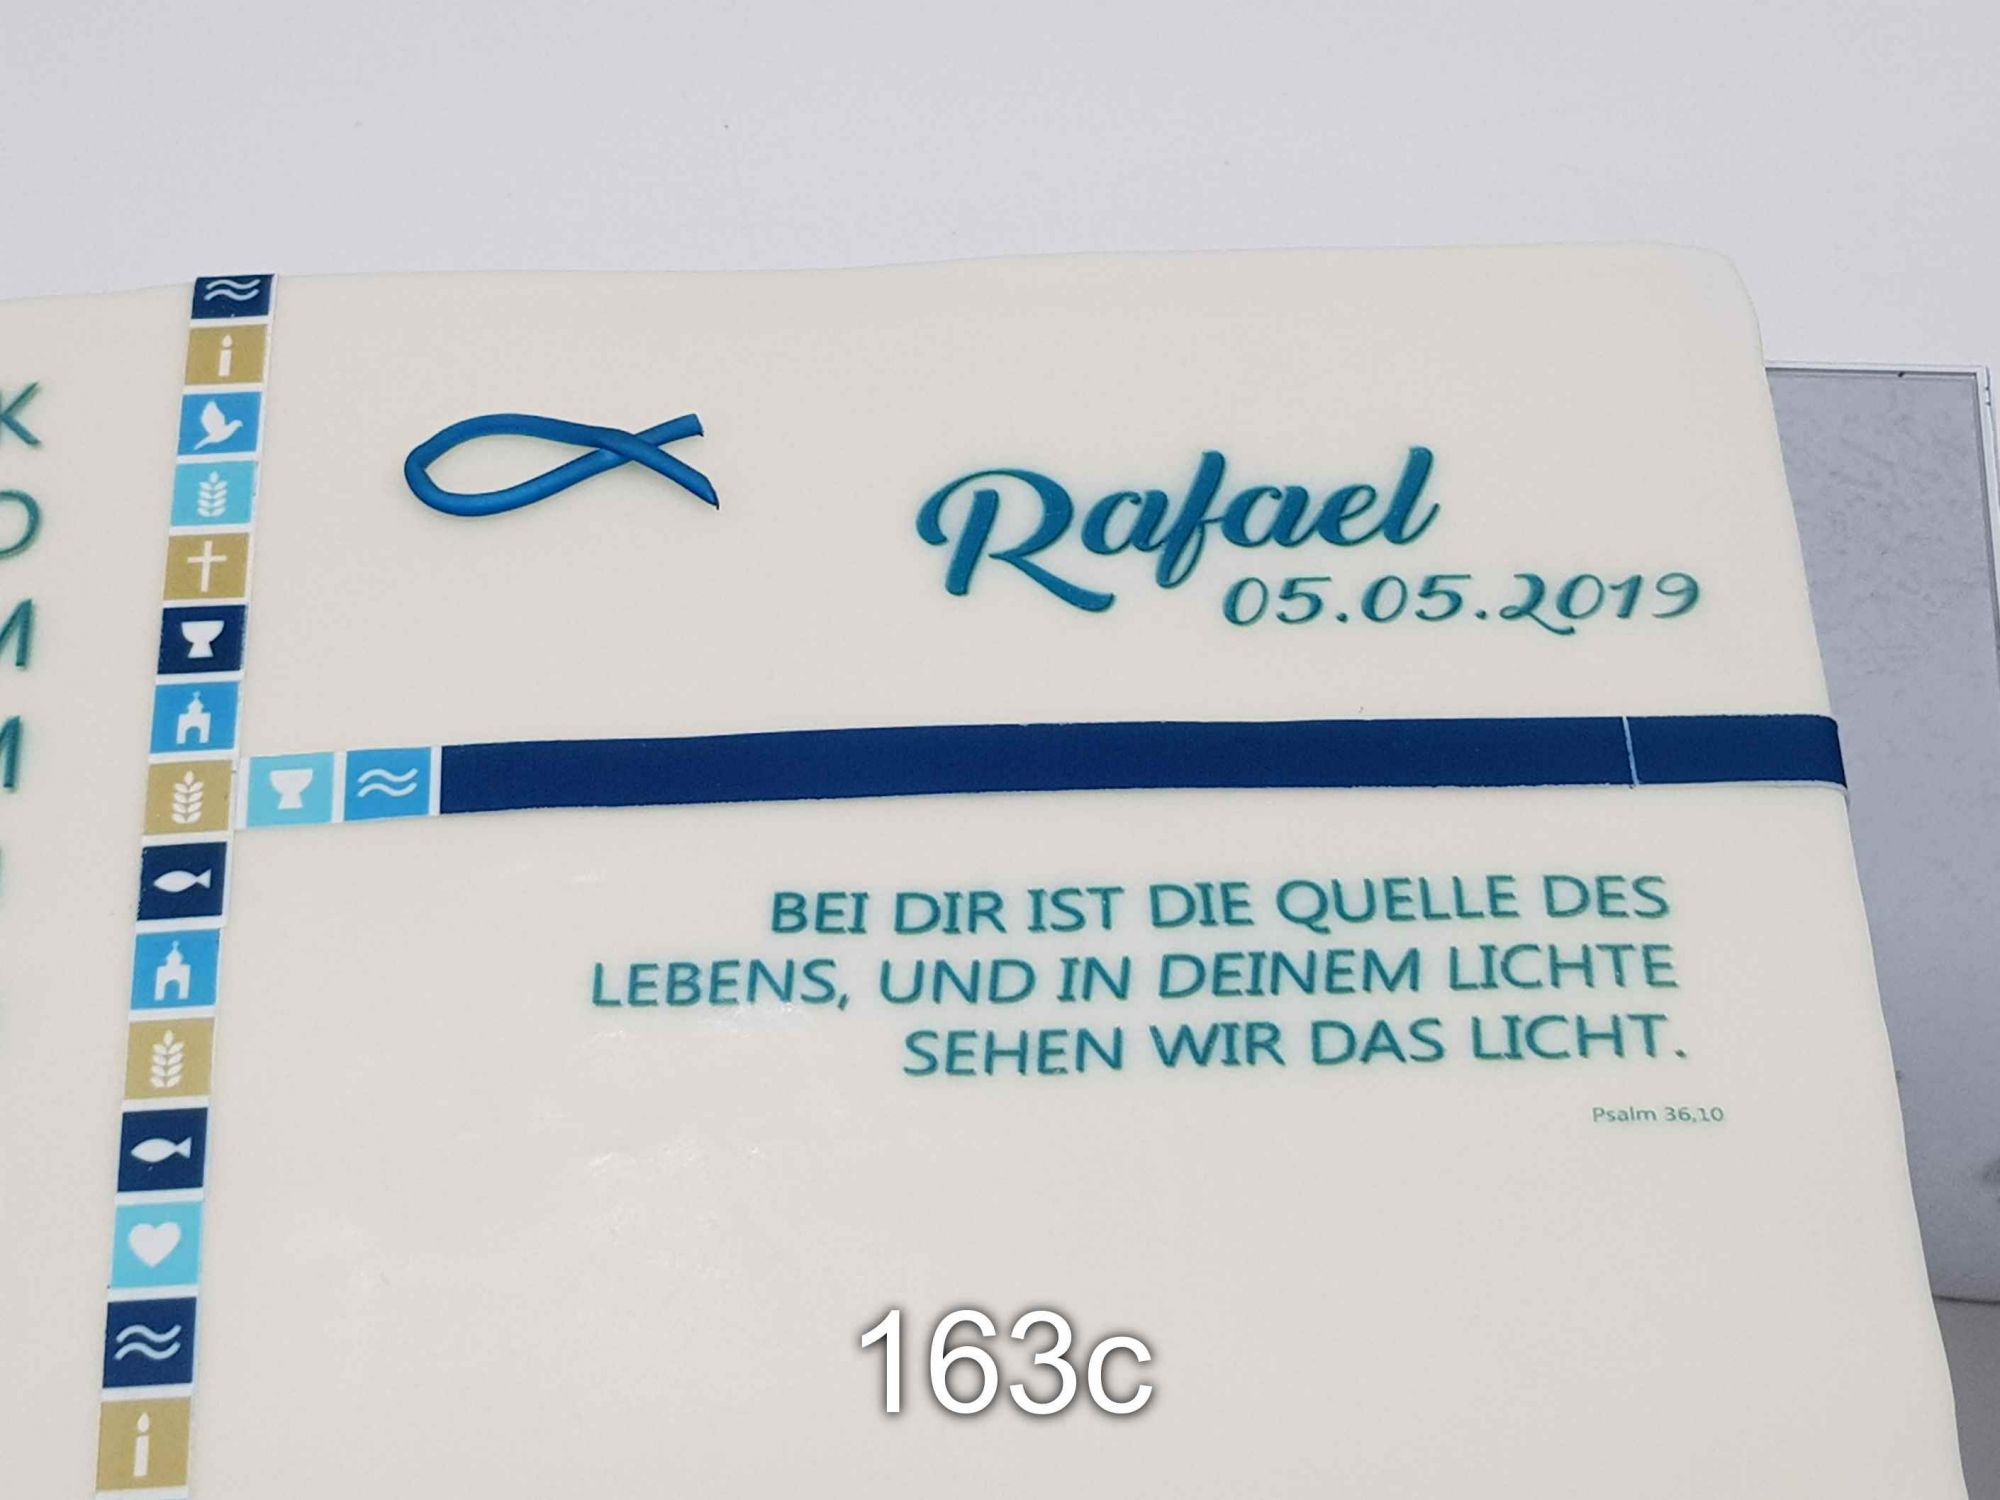 K
O
M
M
Rafael
05.05.2019
BEI DIR IST DIE QUELLE DES
LEBENS, UND IN DEINEM LICHTE
SEHEN WIR DAS LICHT.
Psalm 36,10
163c